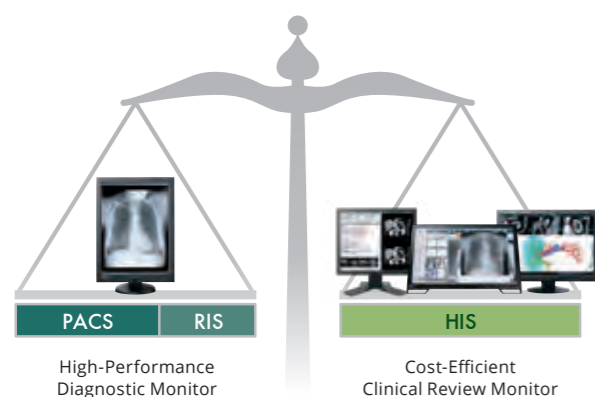 PACS
RIS
High-Performance
Diagnostic Monitor
HIS
Cost-Efficient
Clinical Review Monitor